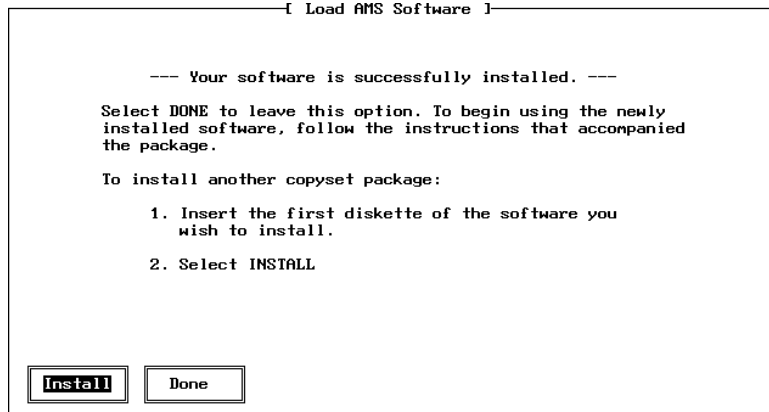 [ Load AMS Software ]
--- Your software is successfully installed. ---
Select DONE to leave this option. To begin using the newly
installed software, follow the instructions that accompanied
the package.
To install another copyset package:
1. Insert the first diskette of the software you
wish to install.
2. Select INSTALL
Install Done